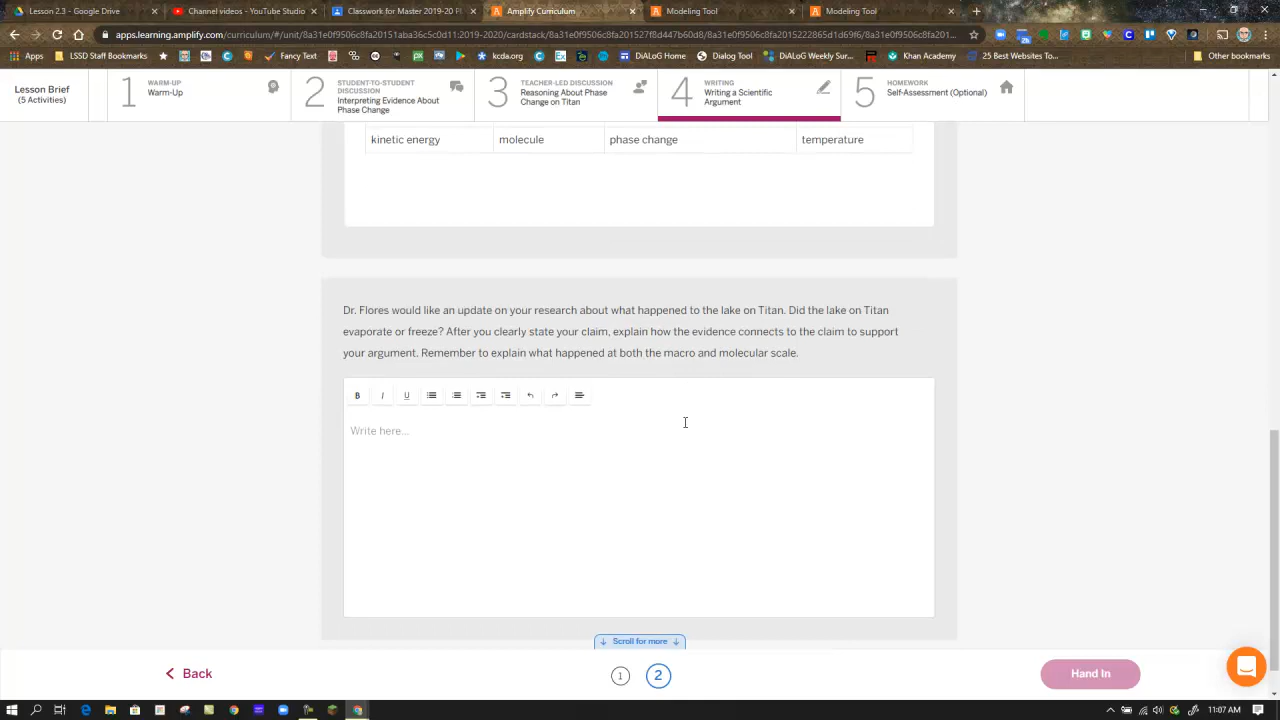 Lesson 2.3 - Google Drive
Channel videos - YouTube Studio
Classwork for Master 2019-20 Fl
Amplify Curriculum
Modeling Tool
Modeling Tool
apps.learning.amplify.com/curriculum/#/unit/8a31e0f9506fca20151aba36c5c0d11:2019-2020/cardstack/8a31e0f9506fca201527f8d447b60d8/8a31e0f9506fca2015222865d1d69f6/8a31e0f9506fca201...
Apps
LSSD Staff Bookmarks
Fancy Text
kcda.org
DiALoG Home
Dialog Tool
DiALoG Weekly Sur...
Khan Academy
25 Best Websites To...
Other bookmarks
Lesson Brief
(5 Activities)
1
WARM-UP
Warm-Up
2
STUDENT-TO-STUDENT
DISCUSSION
Interpreting Evidence About
Phase Change
3
TEACHER-LED DISCUSSION
Reasoning About Phase
Change on Titan
4
WRITING
Writing a Scientific
Argument
5
HOMEWORK
Self-Assessment (Optional)
kinetic energy molecule phase change temperature
Dr. Flores would like an update on your research about what happened to the lake on Titan. Did the lake on Titan
evaporate or freeze? After you clearly state your claim, explain how the evidence connects to the claim to support
your argument. Remember to explain what happened at both the macro and molecular scale.
B I U
Write here...
Scroll for more
Back
1
2
Hand In
11:07 AM